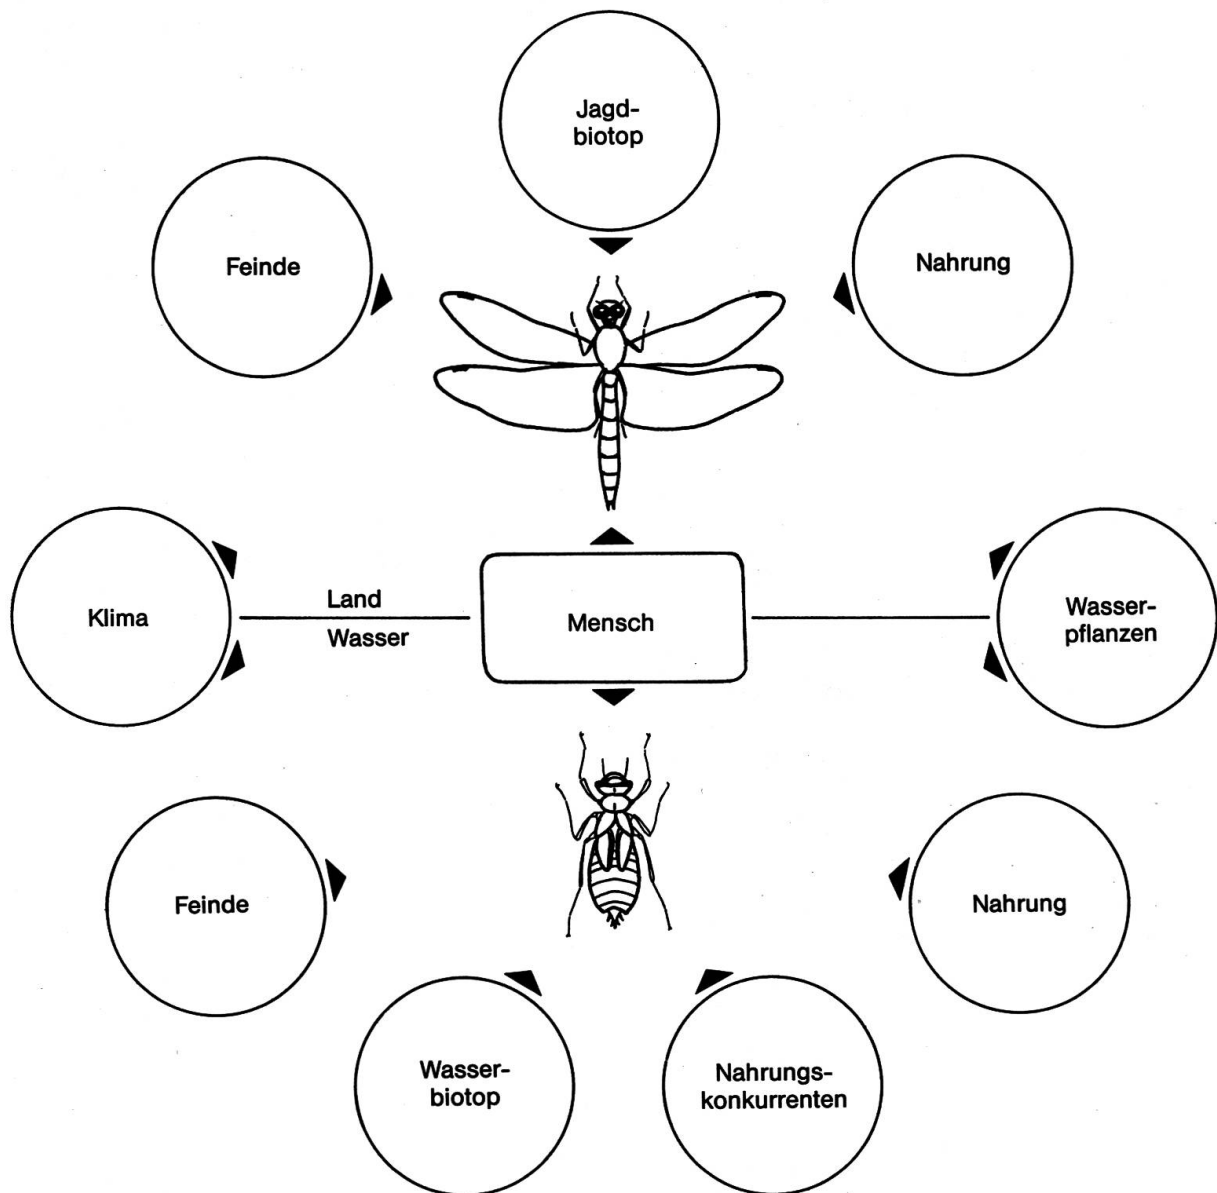 Jagd-
biotop
Feinde
Nahrung
Klima
Land
Wasser
Mensch
Wasser-
pflanzen
Feinde
Nahrung
Wasser-
biotop
Nahrungs-
konkurrenten